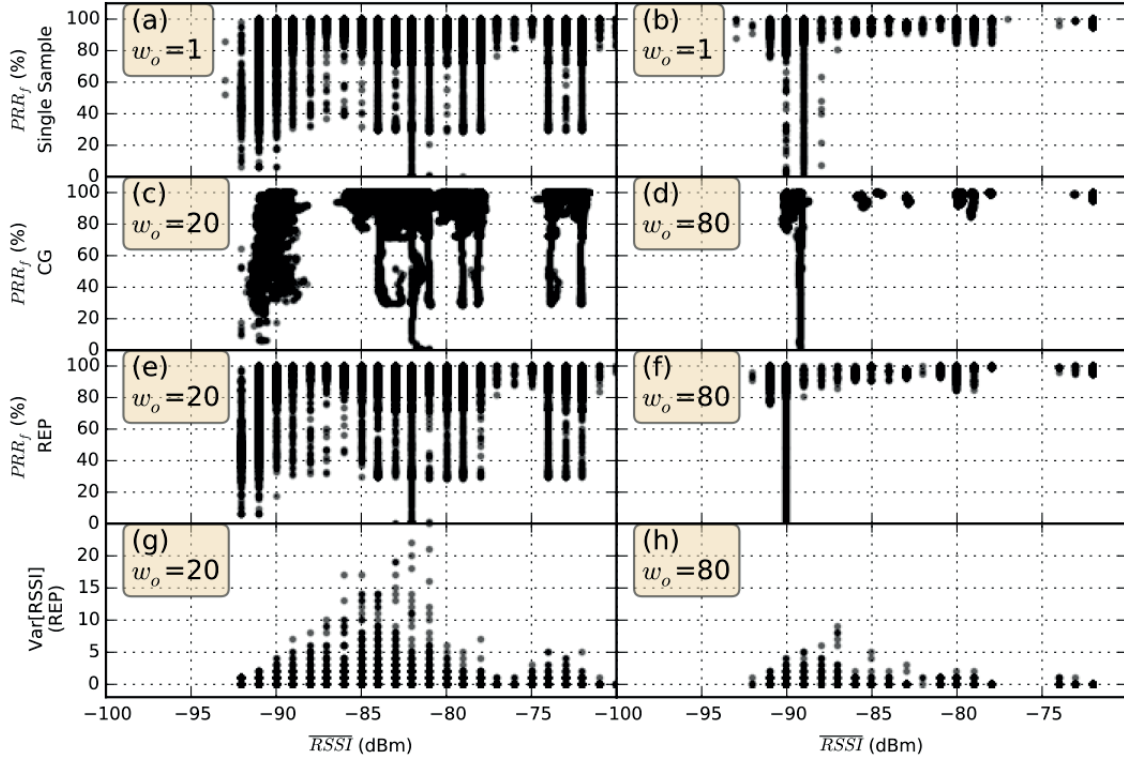 (a)
w_o=1
(b)
w_o=1
PRR_f (%)
Single Sample
100
80
60
40
20
0
(c)
w_o=20
(d)
w_o=80
PRR_f (%)
CG
100
80
60
40
20
0
(e)
w_o=20
(f)
w_o=80
PRR_f (%)
REP
100
80
60
40
20
0
(g)
w_o=20
(h)
w_o=80
Var[RSSI]
(REP)
20
15
10
5
0
−100 −95 −90 −85 −80 −75 −100 −95 −90 −85 −80 −75
RSSI (dBm) RSSI (dBm)